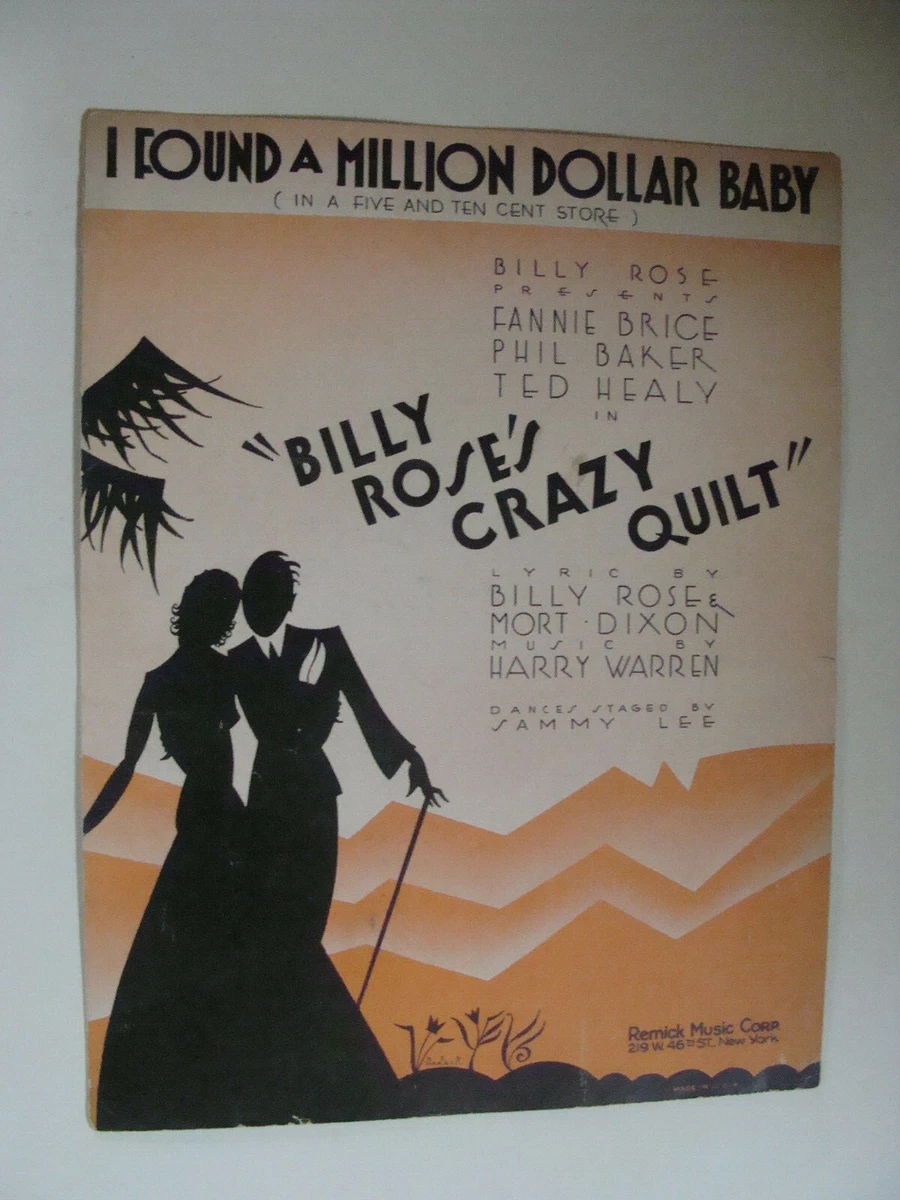 I FOUND A MILLION DOLLAR BABY
( IN A FIVE AND TEN CENT STORE )
BILLY ROSE
PRESENTS
FANNIE BRICE
PHIL BAKER
TED HEALY
IN
"BILLY
ROSE'S
CRAZY
QUILT"
LYRIC BY
BILLY ROSE &
MORT · DIXON
MUSIC BY
HARRY WARREN
DANCES STAGED BY
SAMMY LEE
Remick Music Corp.
219 W. 46TH ST. New York
MADE IN U.S.A.